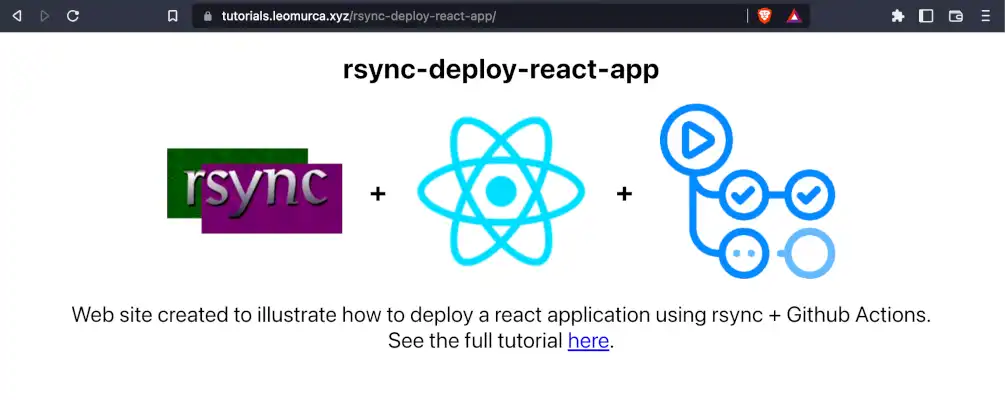 tutorials.leomurca.xyz/rsync-deploy-react-app/
rsync-deploy-react-app
rsync
+
+
Web site created to illustrate how to deploy a react application using rsync + Github Actions.
See the full tutorial here.